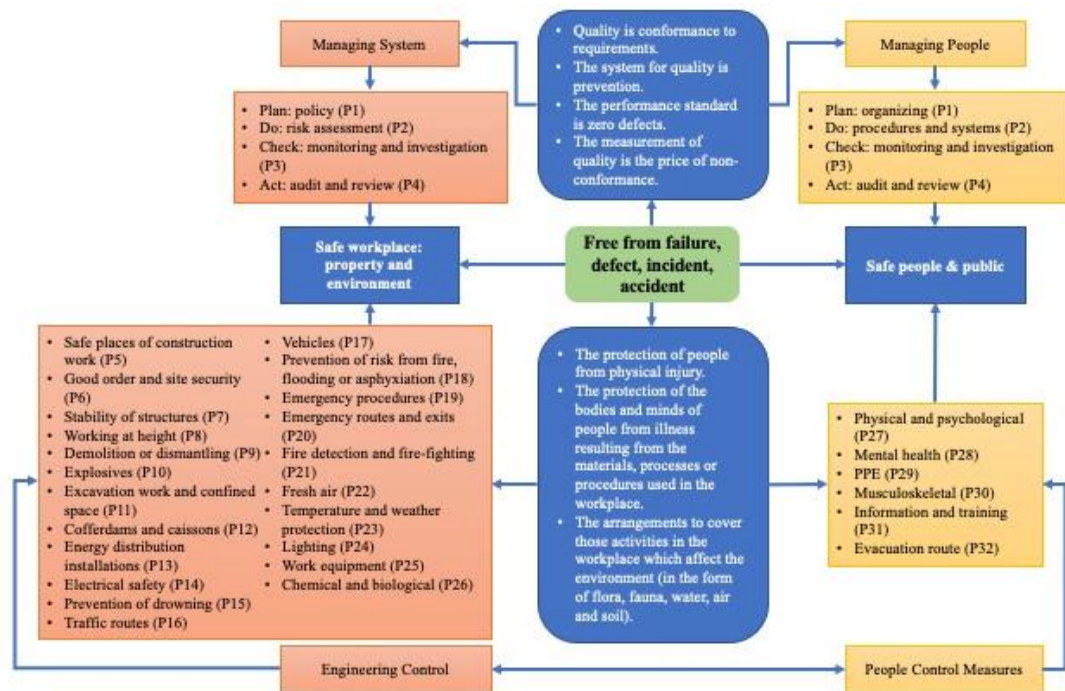 Managing System
• Plan: policy (P1)
• Do: risk assessment (P2)
• Check: monitoring and investigation
(P3)
• Act: audit and review (P4)
Safe workplace:
property and
environment
• Quality is conformance to
requirements.
• The system for quality is
prevention.
• The performance standard
is zero defects.
• The measurement of
quality is the price of non-
conformance.
Managing People
• Plan: organizing (P1)
• Do: procedures and systems (P2)
• Check: monitoring and investigation
(P3)
• Act: audit and review (P4)
Free from failure,
defect, incident,
accident
Safe people & public
• Safe places of construction
work (P5)
• Good order and site security
(P6)
• Stability of structures (P7)
• Working at height (P8)
• Demolition or dismantling (P9)
• Explosives (P10)
• Excavation work and confined
space (P11)
• Cofferdams and caissons (P12)
• Energy distribution
installations (P13)
• Electrical safety (P14)
• Prevention of drowning (P15)
• Traffic routes (P16)
• Vehicles (P17)
• Prevention of risk from fire,
flooding or asphyxiation (P18)
• Emergency procedures (P19)
• Emergency routes and exits
(P20)
• Fire detection and fire-fighting
(P21)
• Fresh air (P22)
• Temperature and weather
protection (P23)
• Lighting (P24)
• Work equipment (P25)
• Chemical and biological (P26)
• The protection of people
from physical injury.
• The protection of the
bodies and minds of
people from illness
resulting from the
materials, processes or
procedures used in the
workplace.
• The arrangements to cover
those activities in the
workplace which affect the
environment (in the form
of flora, fauna, water, air
and soil).
• Physical and psychological
(P27)
• Mental health (P28)
• PPE (P29)
• Musculoskeletal (P30)
• Information and training
(P31)
• Evacuation route (P32)
Engineering Control
People Control Measures